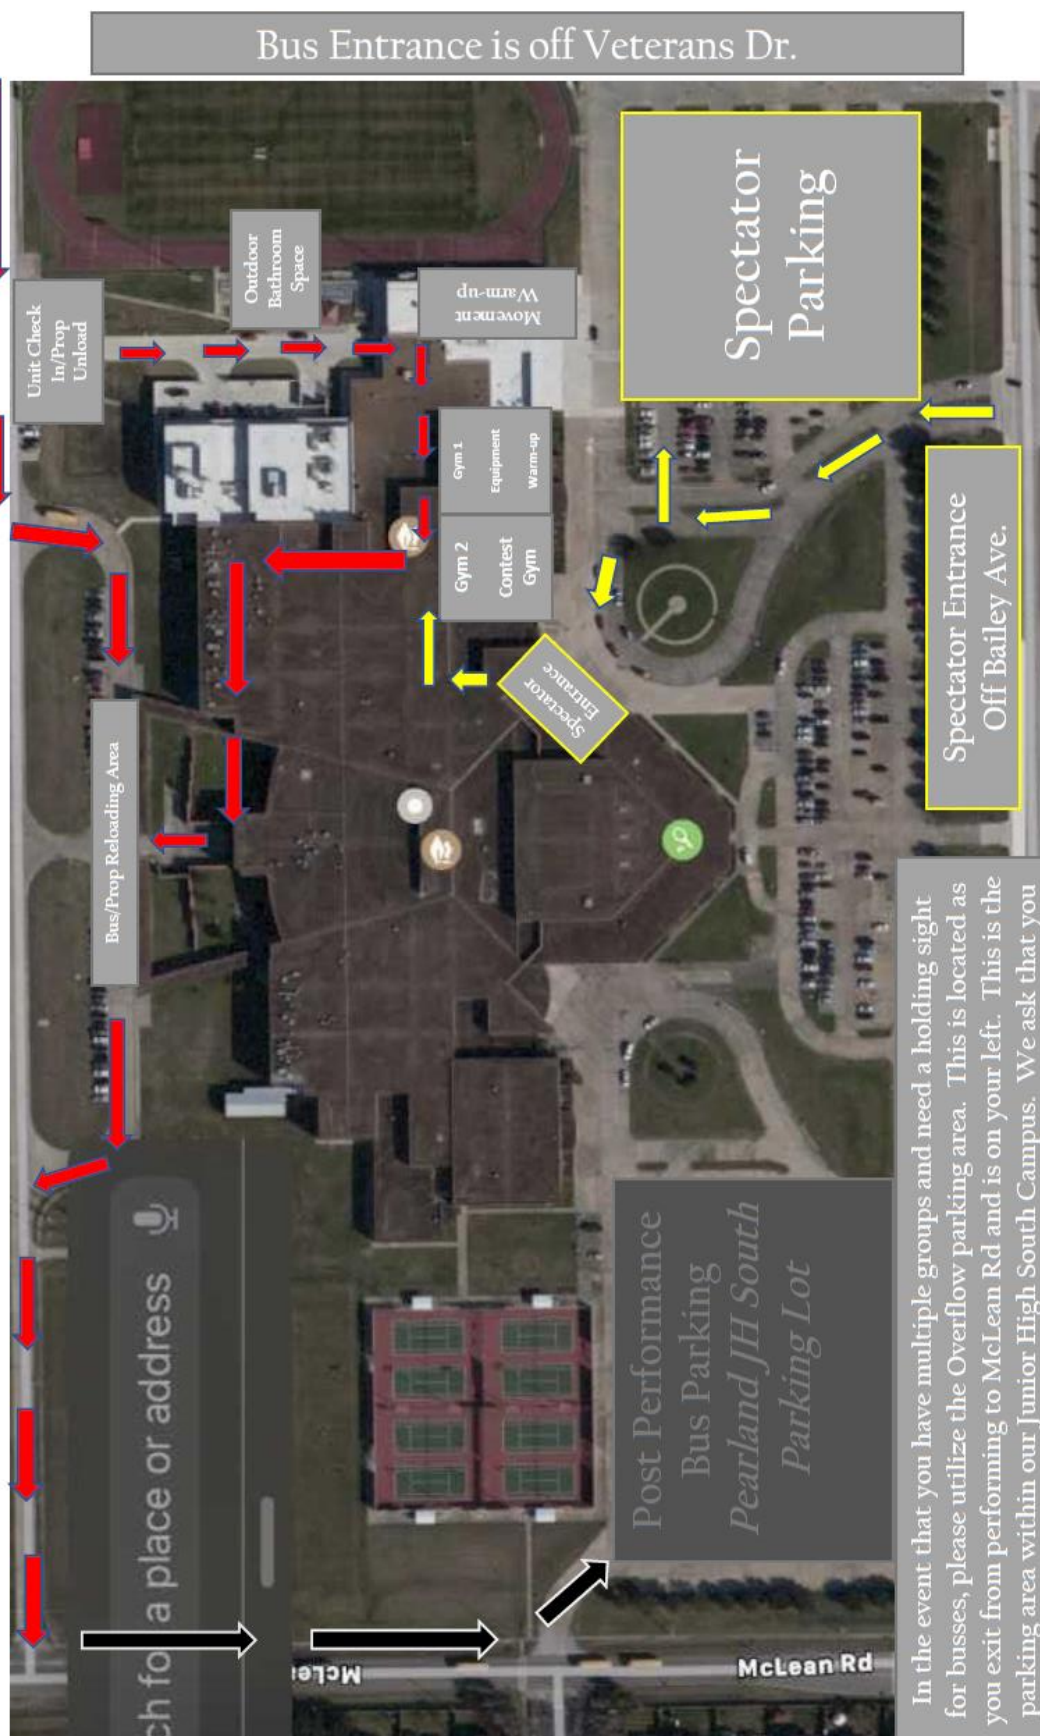 Bus Entrance is off Veterans Dr.
Unit Check
In/Prop
Unload
Outdoor
Bathroom
Space
Movement
Warm-up
Spectator
Parking
Gym 1
Equipment
warm-up
Gym 2
Contest
Gym
Spectator
Entrance
Spectator Entrance
Off Bailey Ave.
Bus/Prop Reloading Area
Post Performance
Bus Parking
Pearland JH South
Parking Lot
ch for a place or address
McLe
McLean Rd
In the event that you have multiple groups and need a holding sight
for busses, please utilize the Overflow parking area. This is located as
you exit from performing to McLean Rd and is on your left. This is the
parking area within our Junior High South Campus. We ask that you